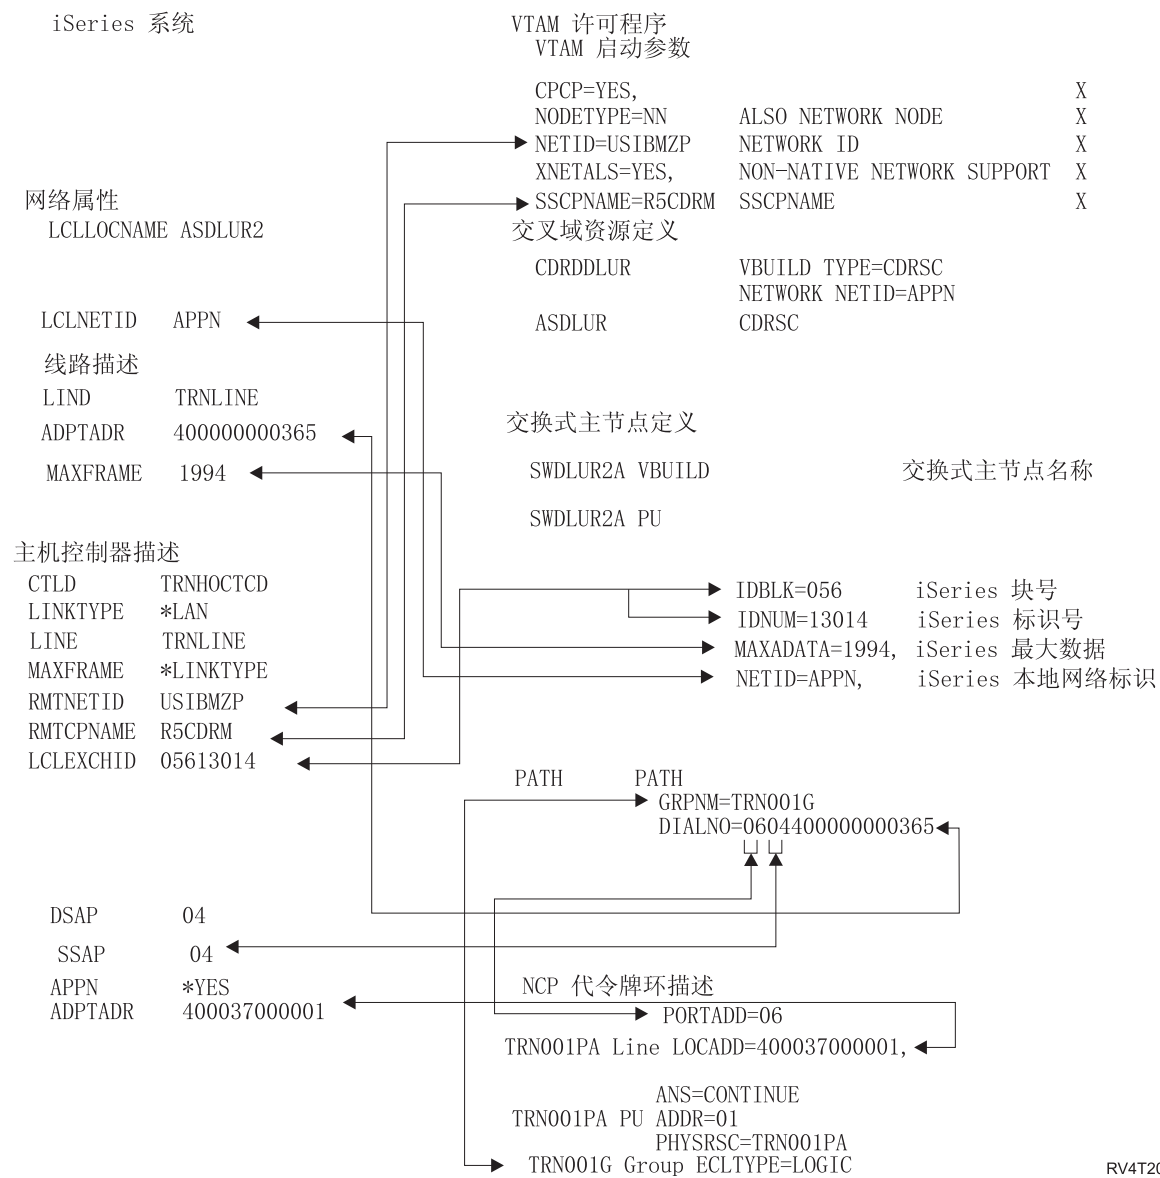 iSeries 系统
VTAM 许可程序
VTAM 启动参数
CPCP=YES, X
NODETYPE=NN ALSO NETWORK NODE X
NETID=USIBMZP NETWORK ID X
XNETALS=YES, NON-NATIVE NETWORK SUPPORT X
网络属性
SSCPNAME=R5CDRM SSCPNAME X
LCLLOCNAME ASDLUR2
交叉域资源定义
CDRDDLUR VBUILD TYPE=CDRSC
NETWORK NETID=APPN
LCLNETID APPN
ASDLUR CDRSC
线路描述
LIND TRNLINE
ADPTADR 400000000365
交换式主节点定义
MAXFRAME 1994
SWDLUR2A VBUILD 交换式主节点名称
SWDLUR2A PU
主机控制器描述
CTLD TRNHOCTCD
IDBLK=056 iSeries 块号
LINKTYPE *LAN
IDNUM=13014 iSeries 标识号
LINE TRNLINE
MAXADATA=1994, iSeries 最大数据
MAXFRAME *LINKTYPE
NETID=APPN, iSeries 本地网络标识
RMTNETID USIBMZP
RMTCPNAME R5CDRM
LCLEXCHID 05613014
PATH PATH
GRPNM=TRN001G
DIALNO=0604400000000365
DSAP 04
SSAP 04
APPN *YES
NCP 代令牌环描述
ADPTADR 400037000001
PORTADD=06
TRN001PA Line LOCADD=400037000001,
ANS=CONTINUE
TRN001PA PU ADDR=01
PHYSRSC=TRN001PA
TRN001G Group ECLTYPE=LOGIC